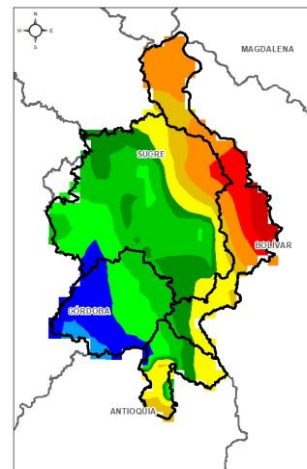 N
W E
S
MAGDALENA
SUCRE
BOLIVAR
CÓRDOBA
ANTIOQUIA